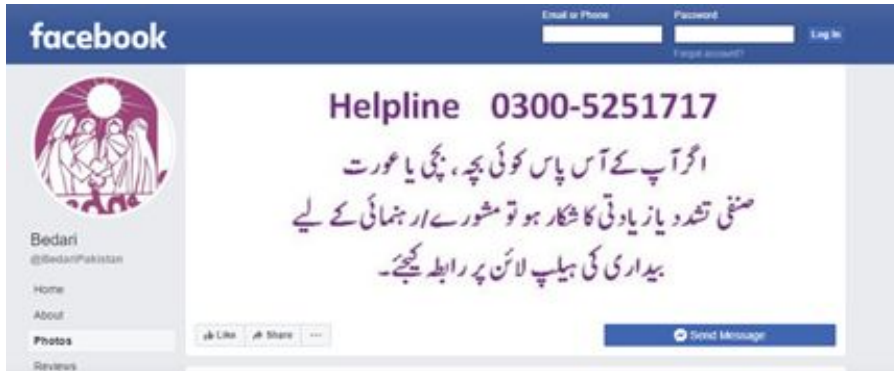 facebook
Email or Phone
Password
Log In
Forgot account?
Helpline 0300-5251717
اگر آپ کے آس پاس کوئی بچہ، بچی یا عورت
صنفی تشدد یا زیادتی کا شکار ہو تو مشورے/رہنمائی کے لیے
بیداری کی ہیلپ لائن پر رابطہ کیجئے۔
Bedari
@BedariPakistan
Home
About
Photos
Reviews
Like
Share
Send Message